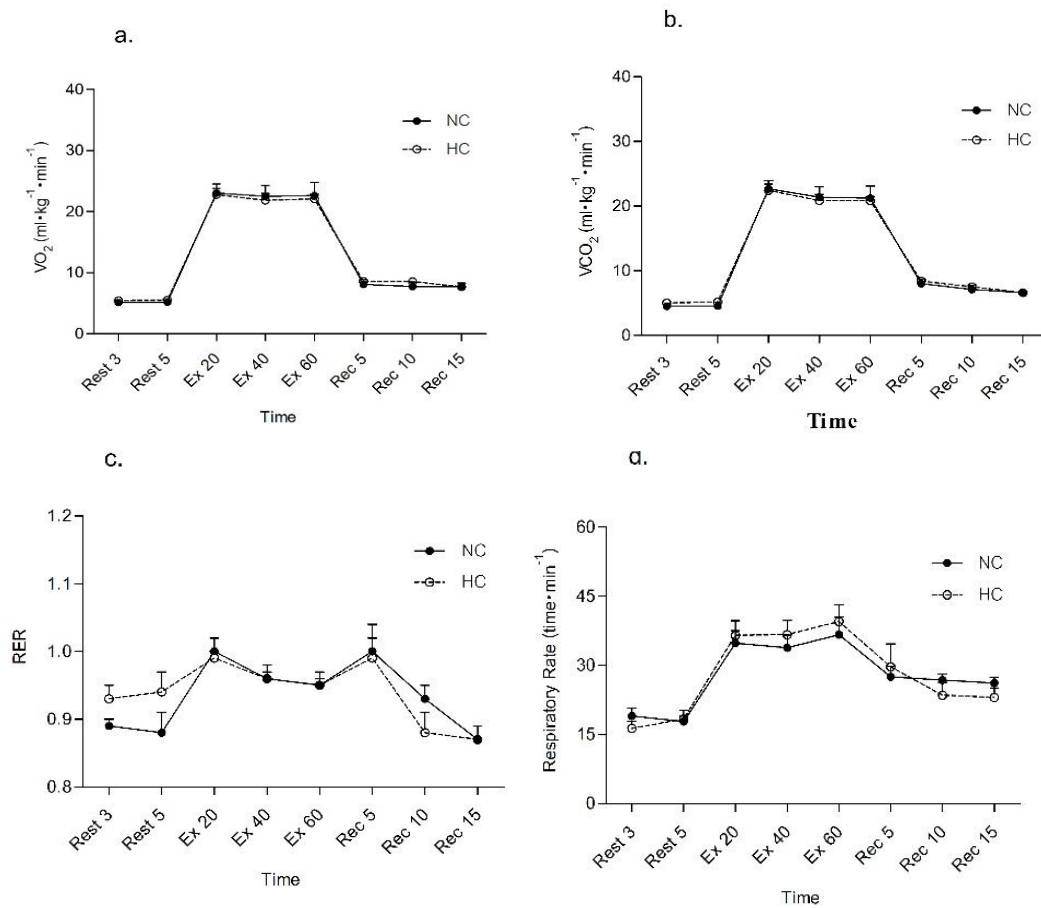 a.
40
30
20
10
0
VO₂ (ml•kg⁻¹•min⁻¹)
NC
HC
Rest 3
Rest 5
Ex 20
Ex 40
Ex 60
Rec 5
Rec 10
Rec 15
Time
b.
40
30
20
10
0
VCO₂ (ml•kg⁻¹•min⁻¹)
NC
HC
Rest 3
Rest 5
Ex 20
Ex 40
Ex 60
Rec 5
Rec 10
Rec 15
Time
c.
1.2
1.1
1.0
0.9
0.8
RER
NC
HC
Rest 3
Rest 5
Ex 20
Ex 40
Ex 60
Rec 5
Rec 10
Rec 15
Time
d.
60
45
30
15
0
Respiratory Rate (time•min⁻¹)
NC
HC
Rest 3
Rest 5
Ex 20
Ex 40
Ex 60
Rec 5
Rec 10
Rec 15
Time